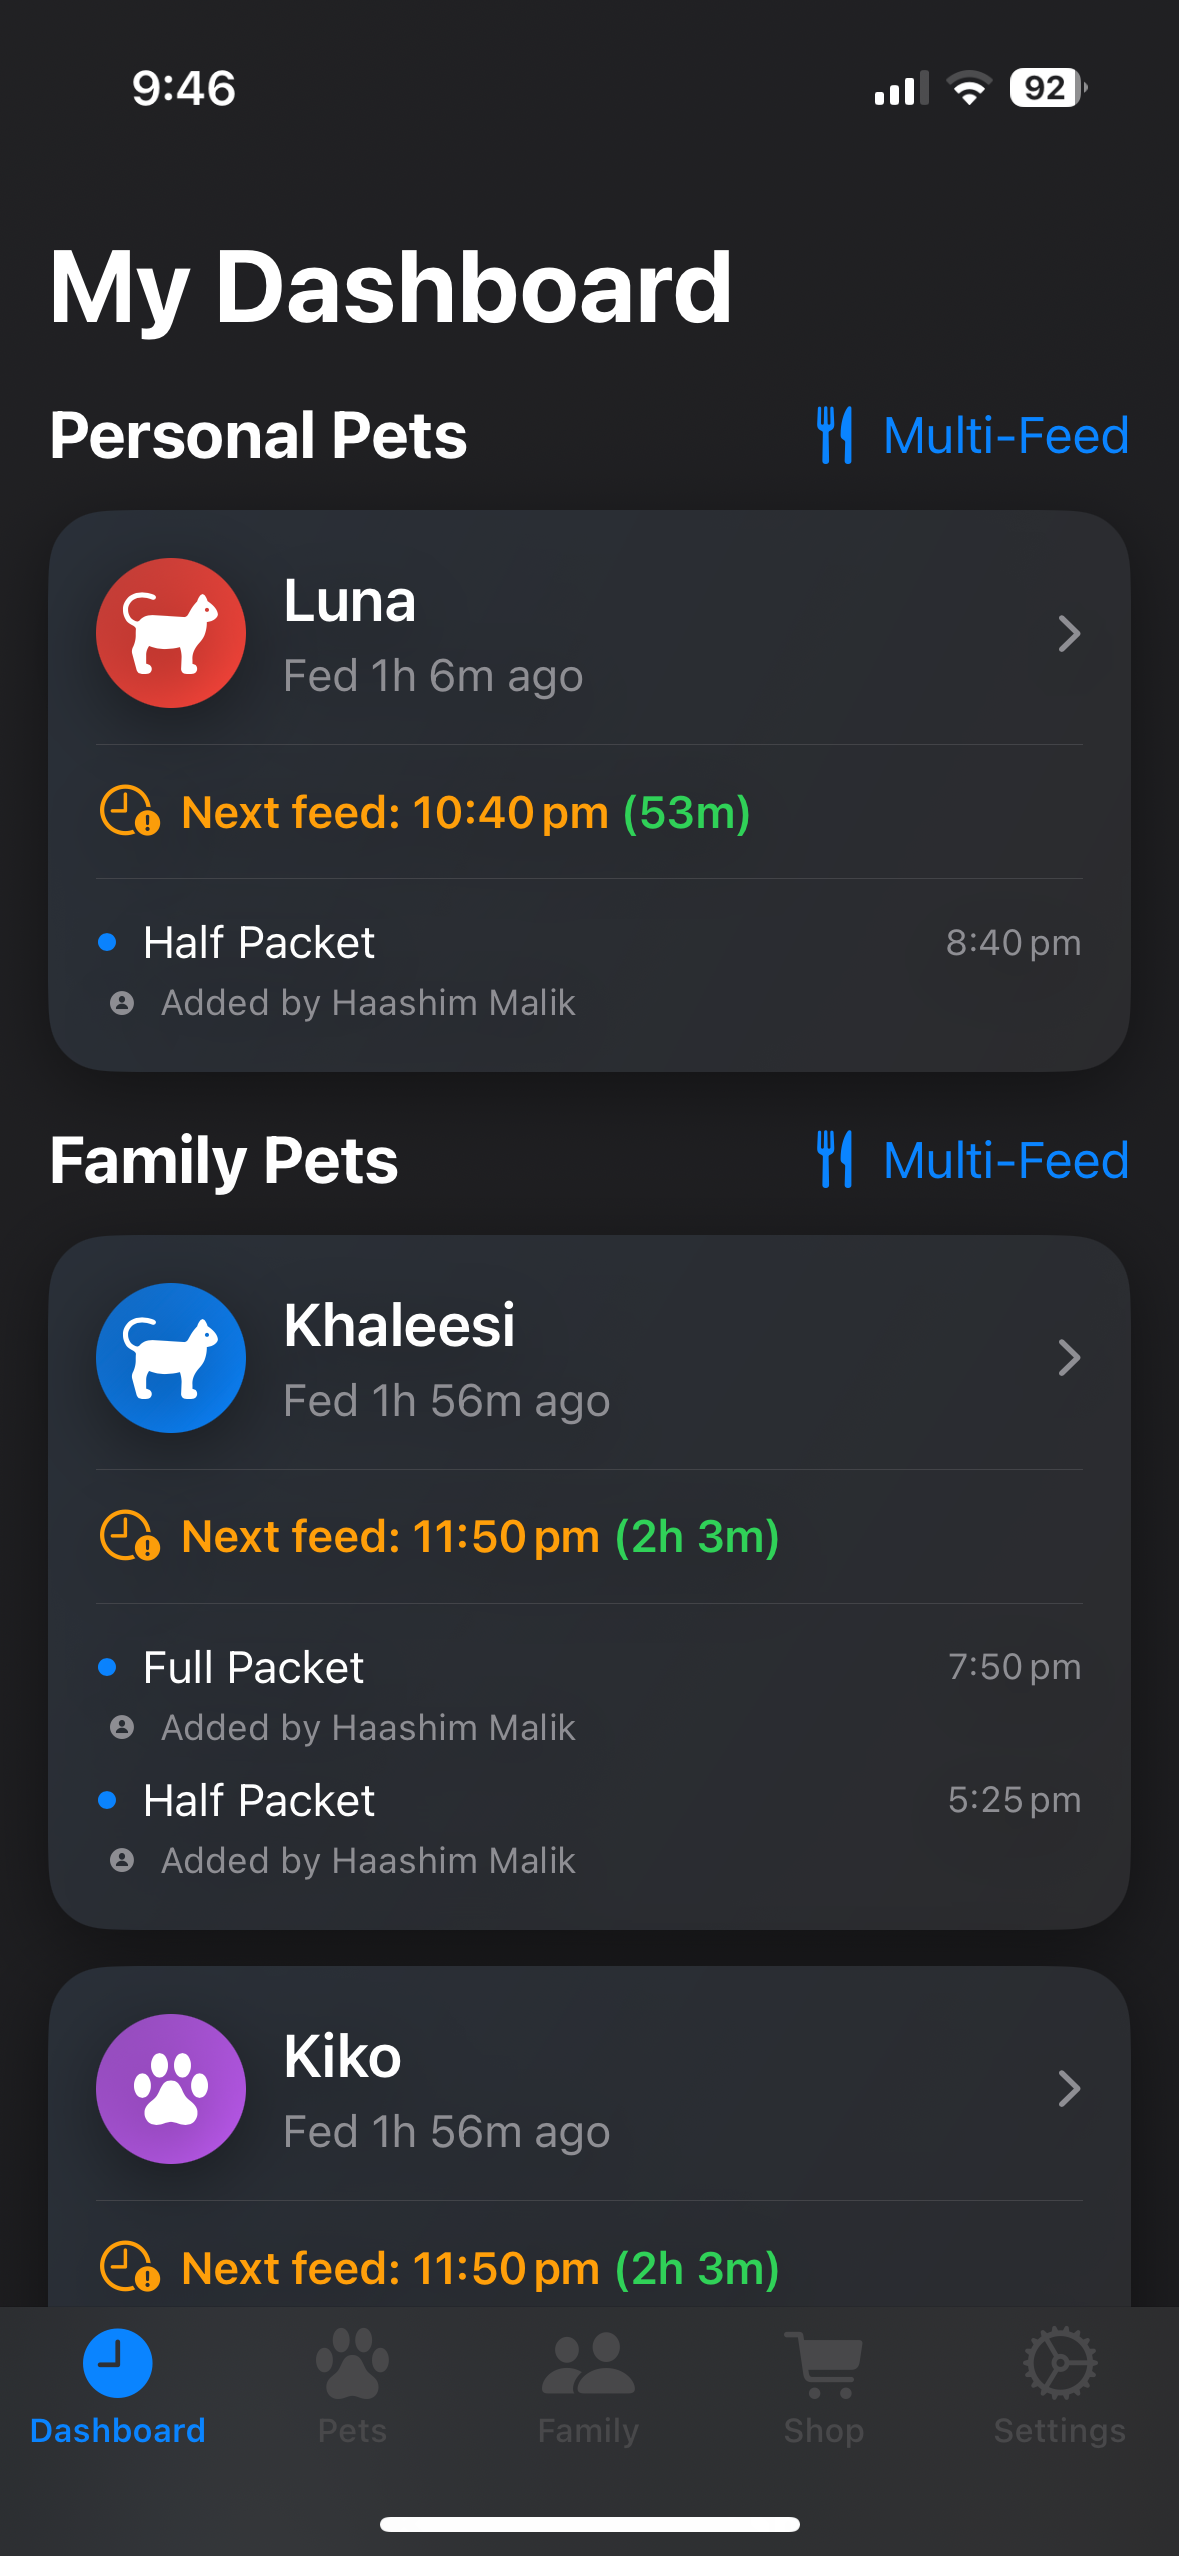 9:46
92
My Dashboard
Personal Pets
Multi-Feed
Luna
Fed 1h 6m ago
Next feed: 10:40 pm (53m)
Half Packet
8:40 pm
Added by Haashim Malik
Family Pets
Multi-Feed
Khaleesi
Fed 1h 56m ago
Next feed: 11:50 pm (2h 3m)
Full Packet
7:50 pm
Added by Haashim Malik
Half Packet
5:25 pm
Added by Haashim Malik
Kiko
Fed 1h 56m ago
Next feed: 11:50 pm (2h 3m)
Dashboard
Pets
Family
Shop
Settings